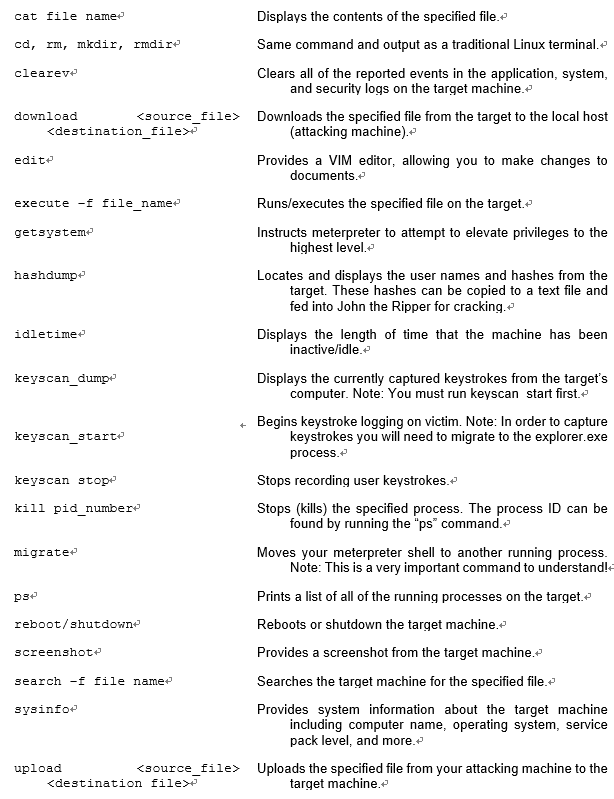 cat file name Displays the contents of the specified file.
cd, rm, mkdir, rmdir Same command and output as a traditional Linux terminal.
clearev Clears all of the reported events in the application, system,
and security logs on the target machine.
download <source_file> Downloads the specified file from the target to the local host
<destination_file> (attacking machine).
edit Provides a VIM editor, allowing you to make changes to
documents.
execute –f file_name Runs/executes the specified file on the target.
getsystem Instructs meterpreter to attempt to elevate privileges to the
highest level.
hashdump Locates and displays the user names and hashes from the
target. These hashes can be copied to a text file and
fed into John the Ripper for cracking.
idletime Displays the length of time that the machine has been
inactive/idle.
keyscan_dump Displays the currently captured keystrokes from the target’s
computer. Note: You must run keyscan start first.
Begins keystroke logging on victim. Note: In order to capture
keyscan_start keystrokes you will need to migrate to the explorer.exe
process.
keyscan stop Stops recording user keystrokes.
kill pid_number Stops (kills) the specified process. The process ID can be
found by running the “ps” command.
migrate Moves your meterpreter shell to another running process.
Note: This is a very important command to understand!
ps Prints a list of all of the running processes on the target.
reboot/shutdown Reboots or shutdown the target machine.
screenshot Provides a screenshot from the target machine.
search –f file name Searches the target machine for the specified file.
sysinfo Provides system information about the target machine
including computer name, operating system, service
pack level, and more.
upload <source_file> Uploads the specified file from your attacking machine to the
<destination file> target machine.